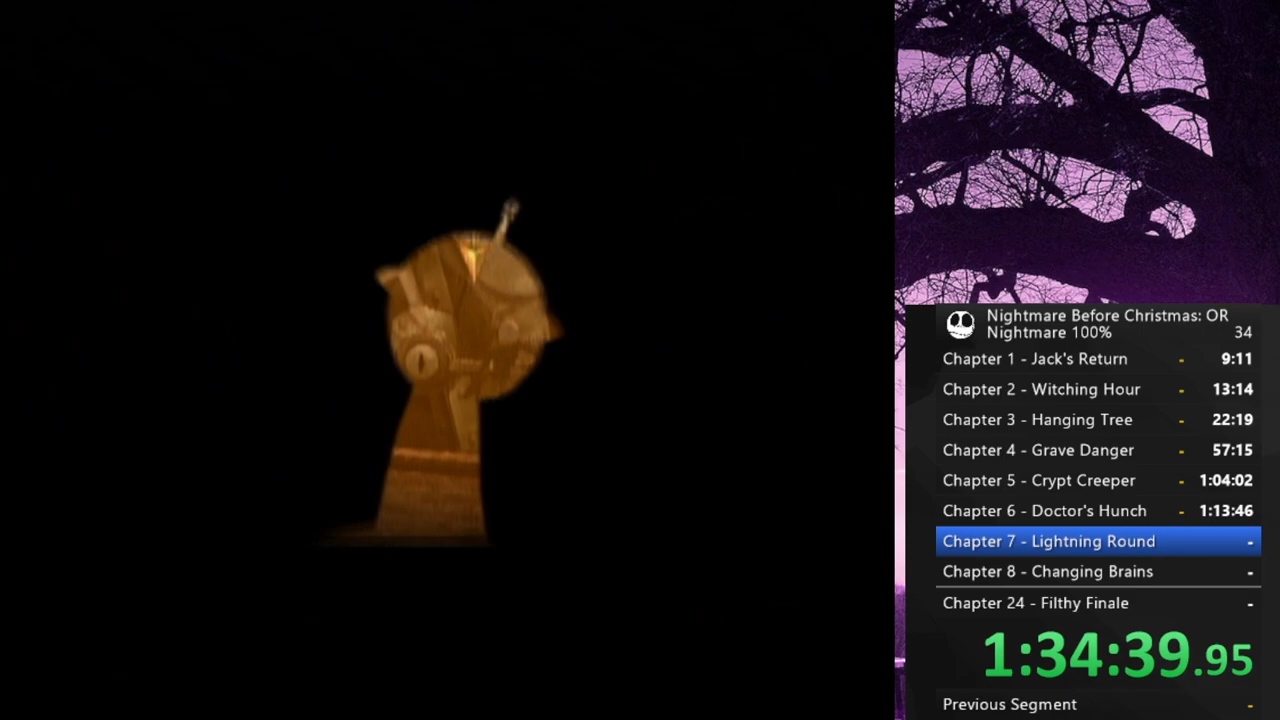 Nightmare Before Christmas: OR
Nightmare 100% 34
Chapter 1 - Jack's Return - 9:11
Chapter 2 - Witching Hour - 13:14
Chapter 3 - Hanging Tree - 22:19
Chapter 4 - Grave Danger - 57:15
Chapter 5 - Crypt Creeper - 1:04:02
Chapter 6 - Doctor's Hunch - 1:13:46
Chapter 7 - Lightning Round -
Chapter 8 - Changing Brains -
Chapter 24 - Filthy Finale -
1:34:39.95
Previous Segment -